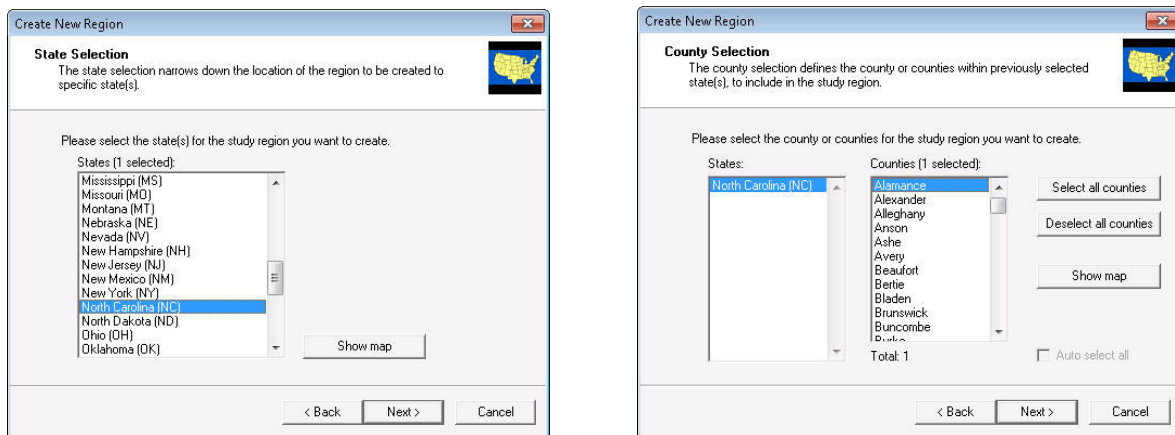 Create New Region
State Selection
The state selection narrows down the location of the region to be created to
specific state(s).
Please select the state(s) for the study region you want to create.
States (1 selected):
Mississippi (MS)
Missouri (MO)
Montana (MT)
Nebraska (NE)
Nevada (NV)
New Hampshire (NH)
New Jersey (NJ)
New Mexico (NM)
New York (NY)
North Carolina (NC)
North Dakota (ND)
Ohio (OH)
Oklahoma (OK)
Show map
< Back
Next >
Cancel
Create New Region
County Selection
The county selection defines the county or counties within previously selected
state(s), to include in the study region.
Please select the county or counties for the study region you want to create.
States:
North Carolina (NC)
Counties (1 selected):
Alamance
Alexander
Alleghany
Anson
Ashe
Avery
Beaufort
Bertie
Bladen
Brunswick
Buncombe
Burke
Total: 1
Select all counties
Deselect all counties
Show map
Auto select all
< Back
Next >
Cancel